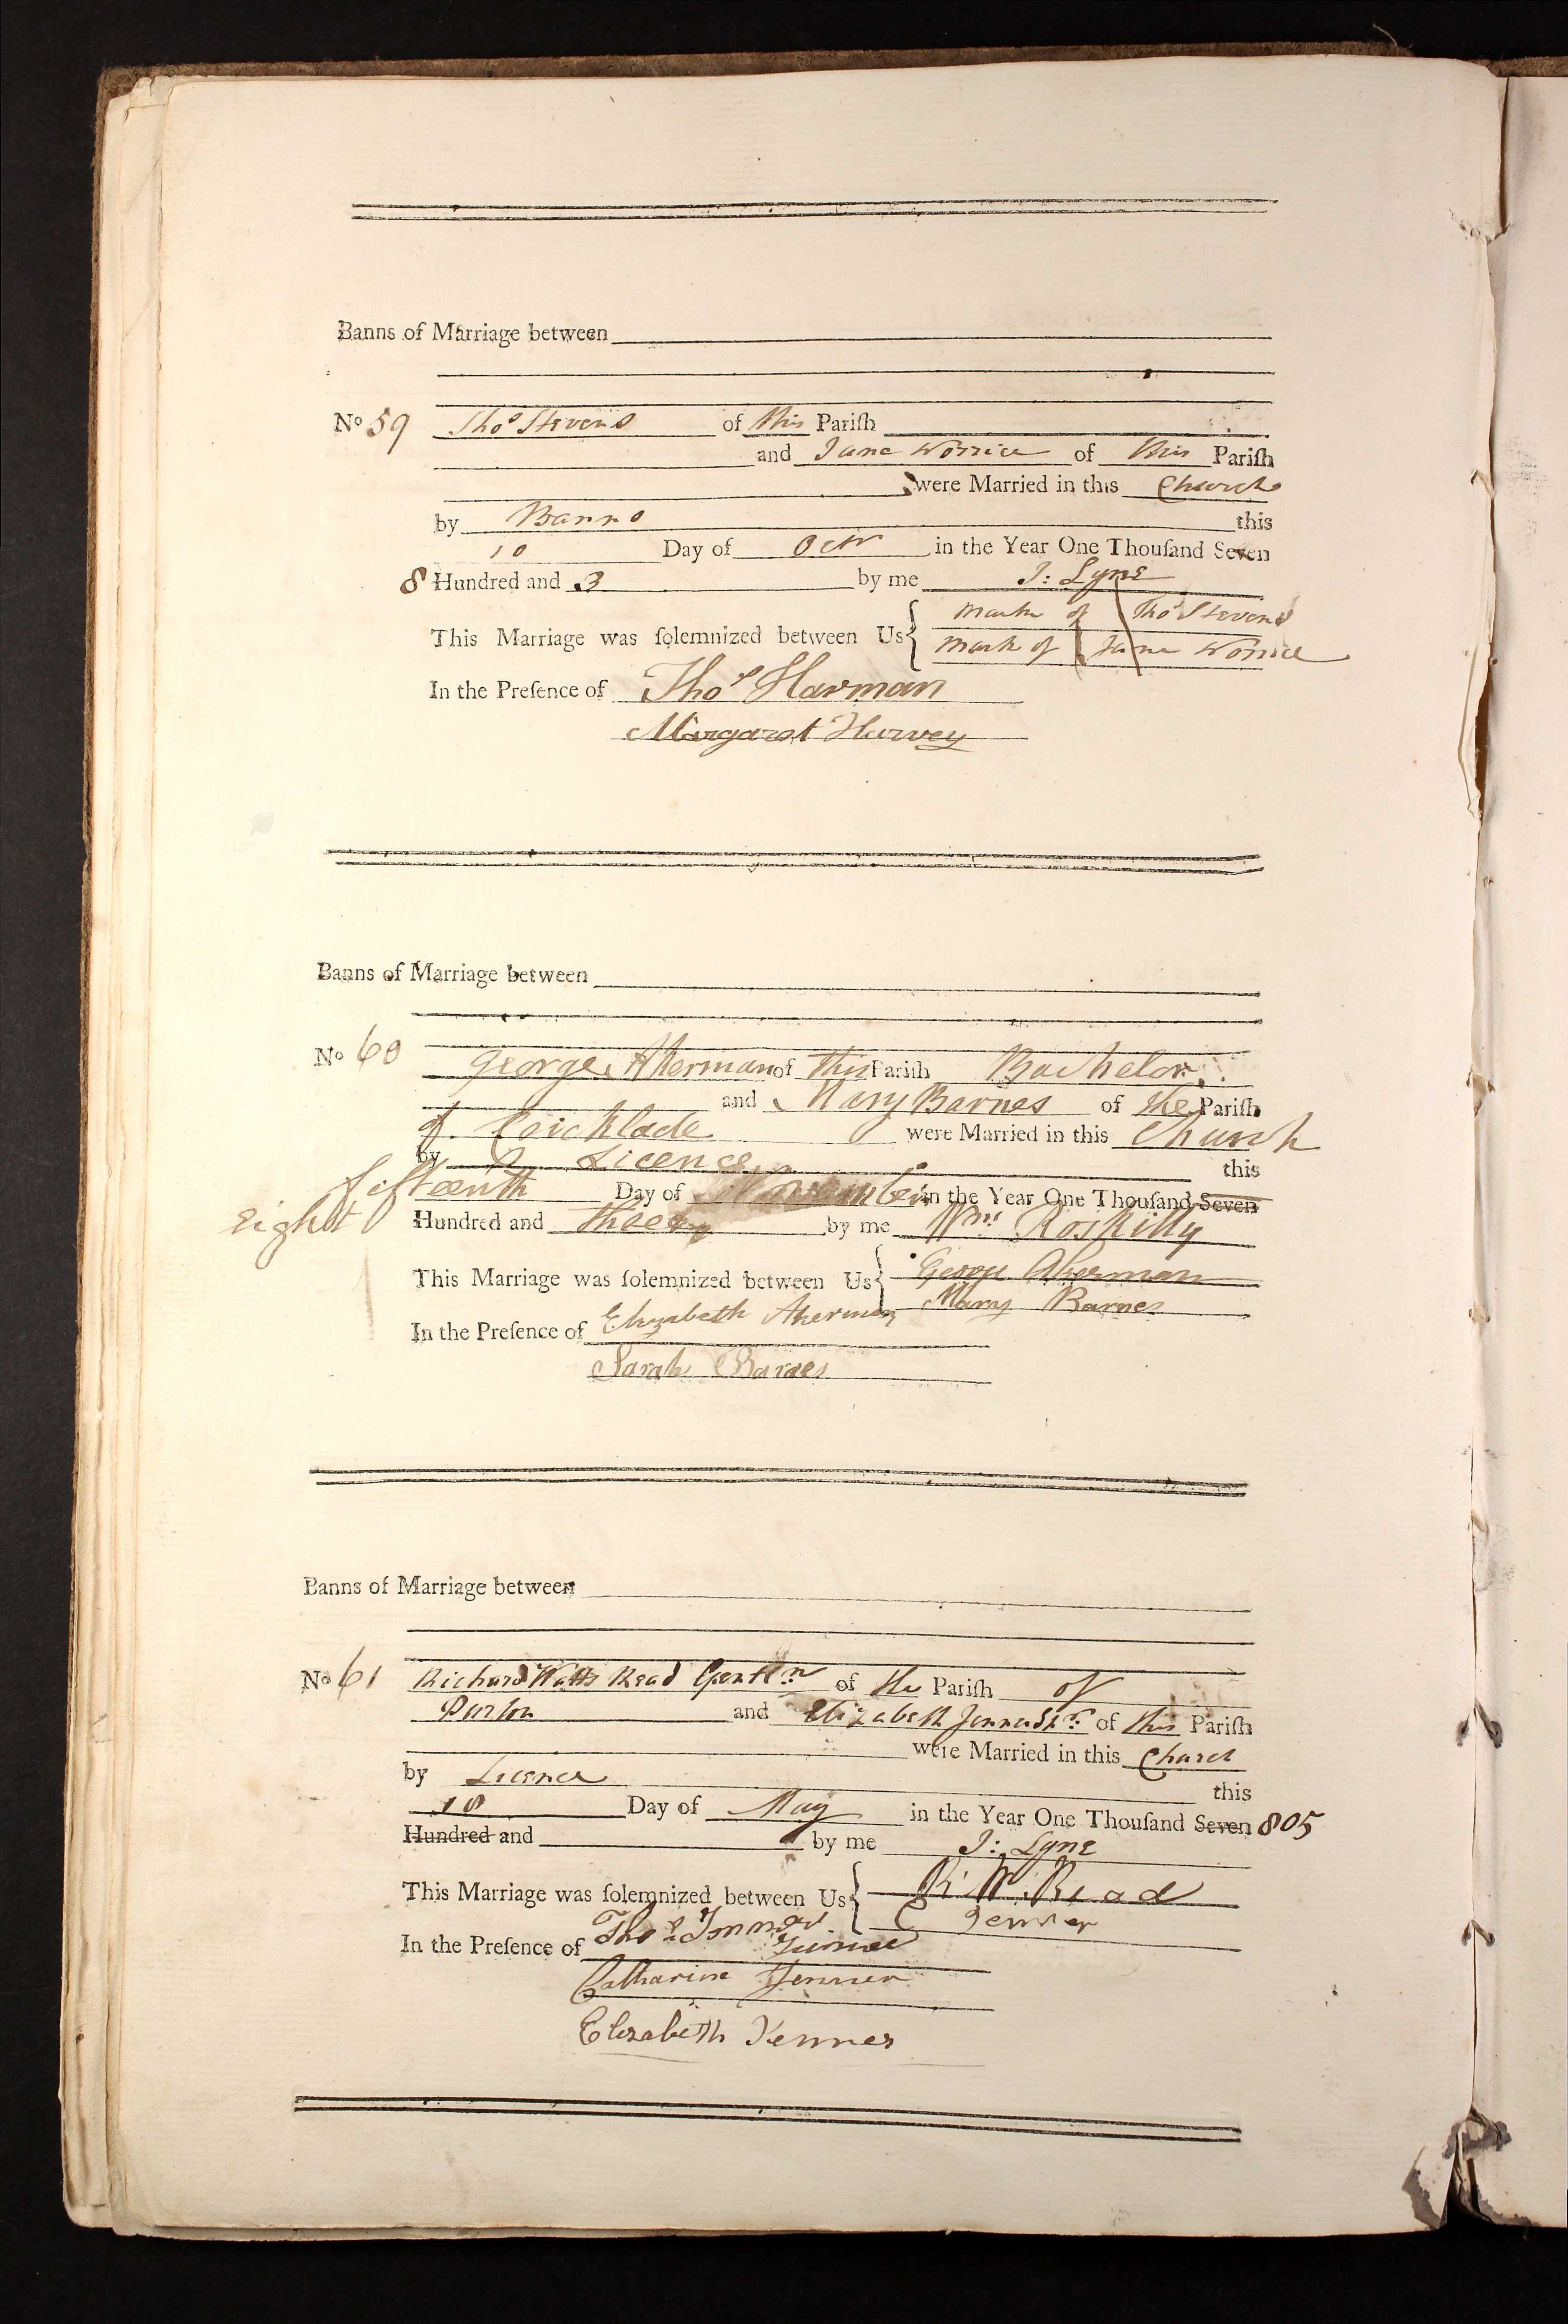 Banns of Marriage between
No 59 Thos Stevens of this Pariſh
and Jane Worrice of this Pariſh
were Married in this Church
by Banns this
10 Day of Octr in the Year One Thouſand Seven
8 Hundred and 3 by me J: Lyne
mark of Thos Stevens
This Marriage was ſolemnized between Us
mark of Jane Worrice
In the Preſence of Thos Harman
Margaret Harvey
Banns of Marriage between
No 60 George Akerman of this Pariſh Bachelor
and Mary Barnes of the Pariſh
of Cricklade were Married in this Church
by Licence this
fifteenth Day of November in the Year One Thouſand Seven
Eight Hundred and three by me Wm Roskilly
George Akerman
This Marriage was ſolemnized between Us
Mary Barnes
In the Preſence of Elizabeth Akerman
Sarah Barnes
Banns of Marriage between
No 61 Richard Watts Read Gentln of the Pariſh of
Purton and Elizabeth Jenner of this Pariſh
were Married in this Church
by Licence this
18 Day of May in the Year One Thouſand Seven 805
Hundred and by me J: Lyne
This Marriage was ſolemnized between Us R. W. Read
E Jenner
In the Preſence of Thos Jenner
Catharine Jenner
Elizabeth Jenner